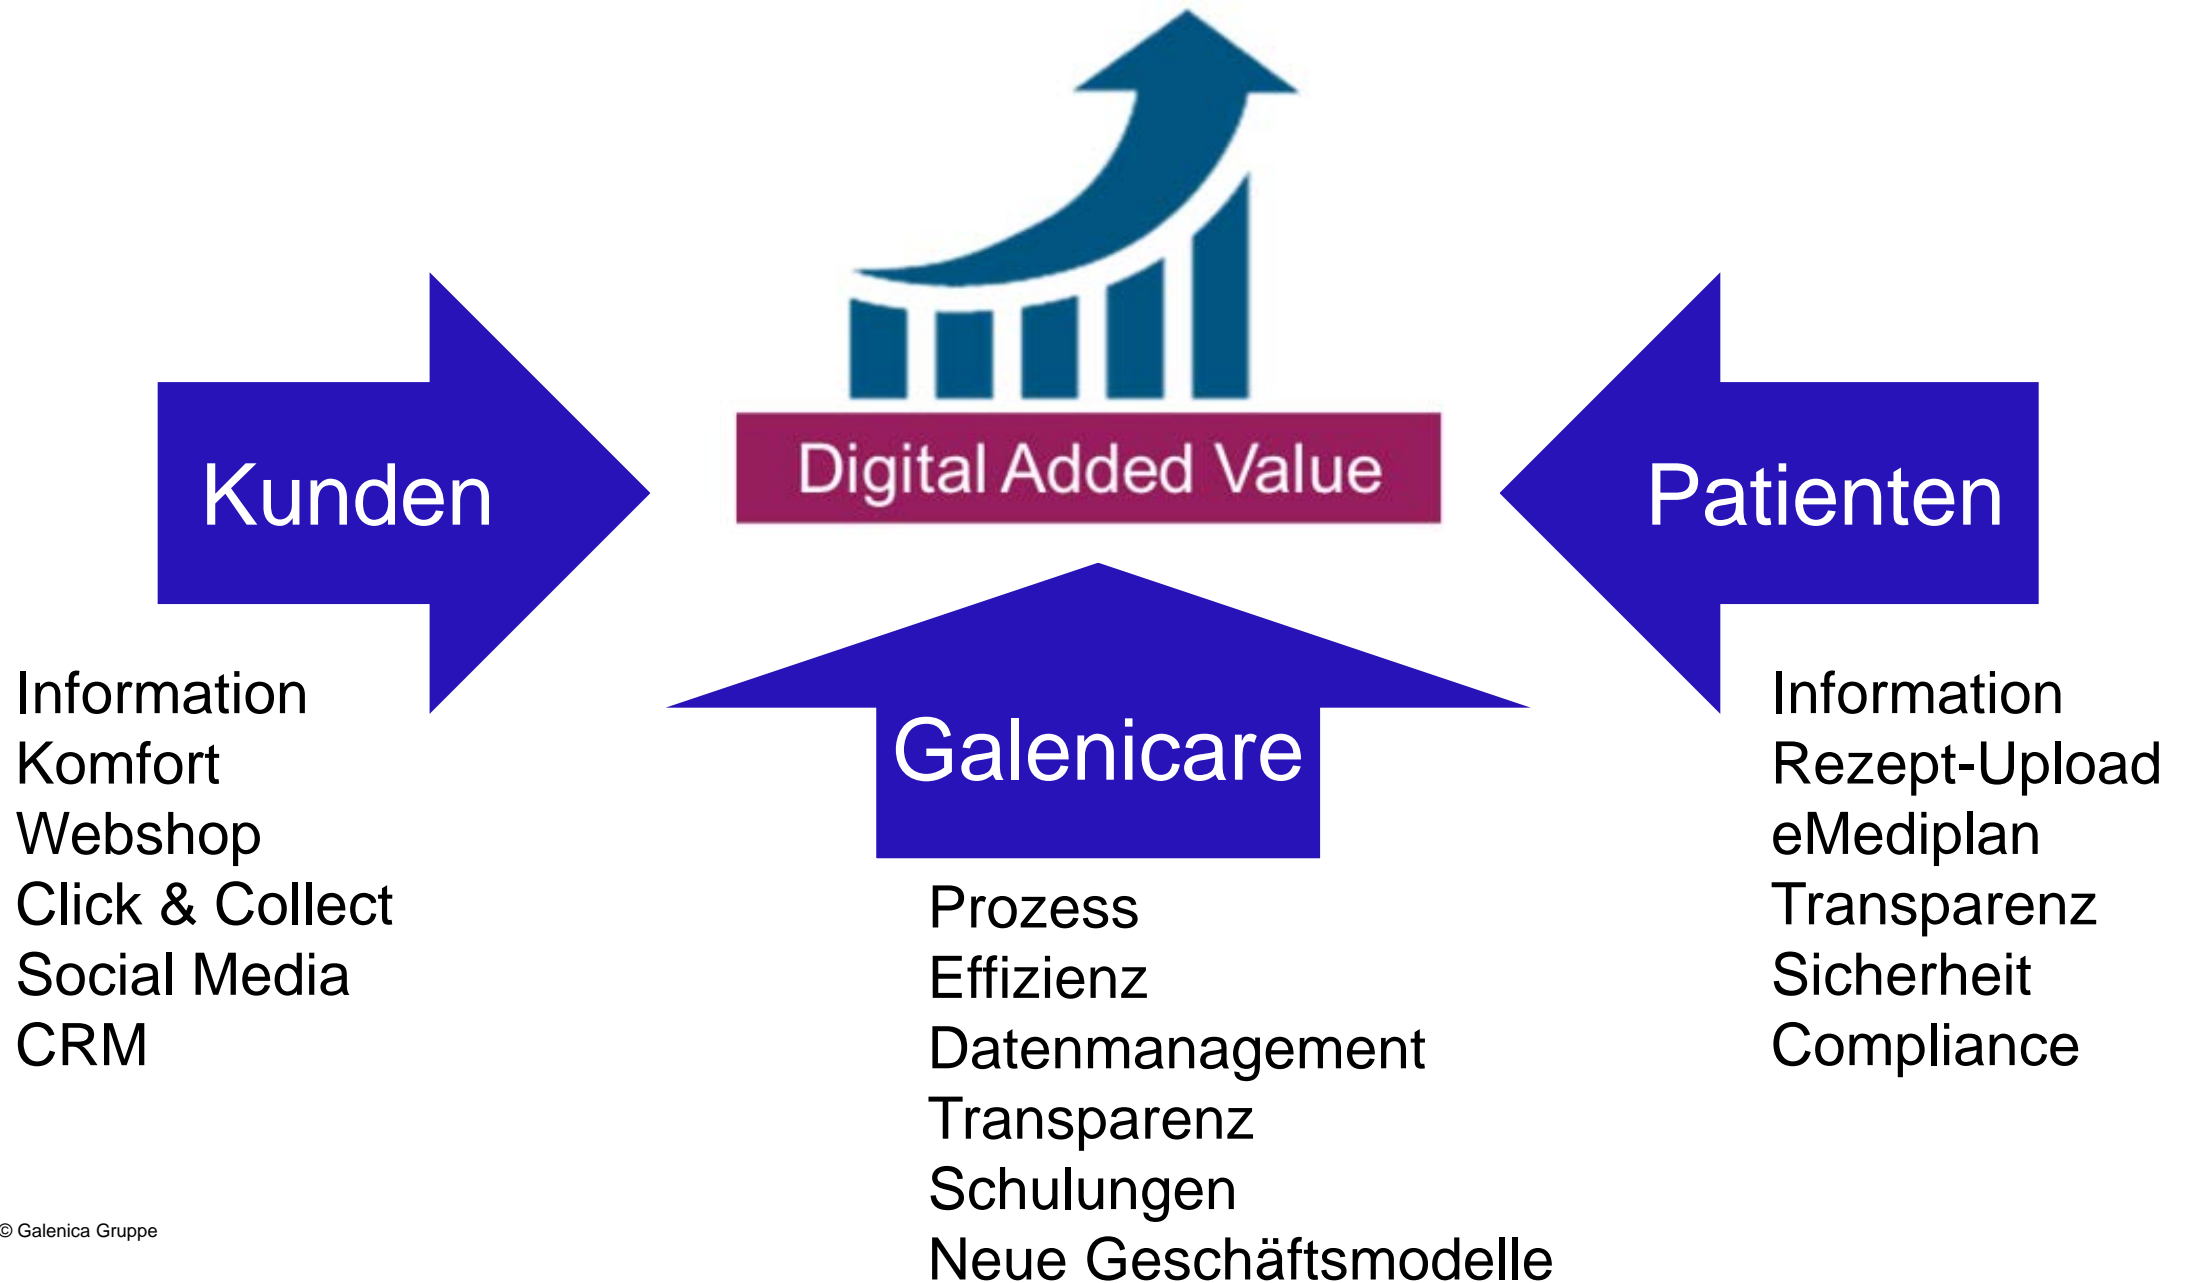 Digital Added Value
Kunden
Information
Komfort
Webshop
Click & Collect
Social Media
CRM
Galenicare
Prozess
Effizienz
Datenmanagement
Transparenz
Schulungen
Neue Geschäftsmodelle
Patienten
Information
Rezept-Upload
eMediplan
Transparenz
Sicherheit
Compliance
© Galenica Gruppe